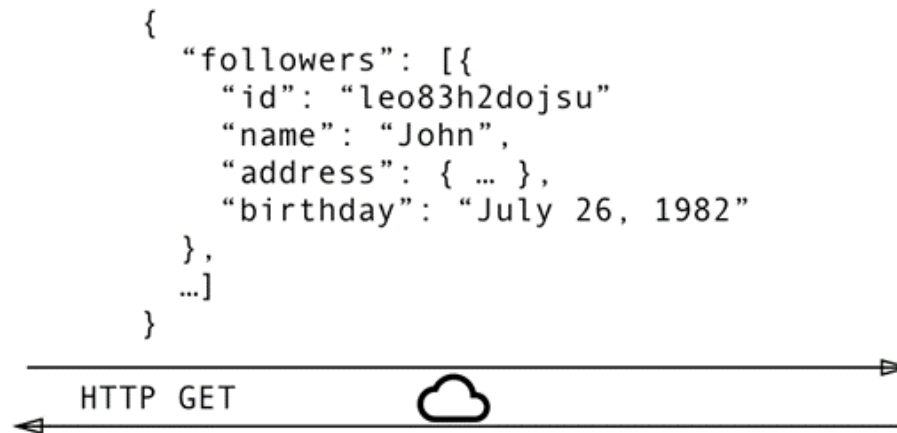 {
“followers”: [{
“id”: “leo83h2dojsu”
“name”: “John”,
“address”: { … },
“birthday”: “July 26, 1982”
},
…]
}
HTTP GET